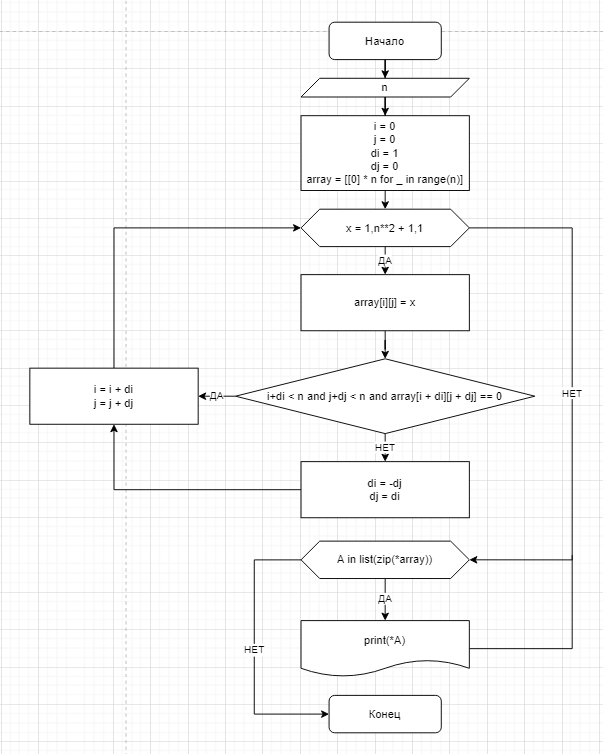 Начало
n
i = 0
j = 0
di = 1
dj = 0
array = [[0] * n for _ in range(n)]
x = 1,n**2 + 1,1
ДА
array[i][j] = x
i+di < n and j+dj < n and array[i + di][j + dj] == 0
ДА
i = i + di
j = j + dj
НЕТ
НЕТ
di = -dj
dj = di
A in list(zip(*array))
ДА
print(*A)
НЕТ
Конец